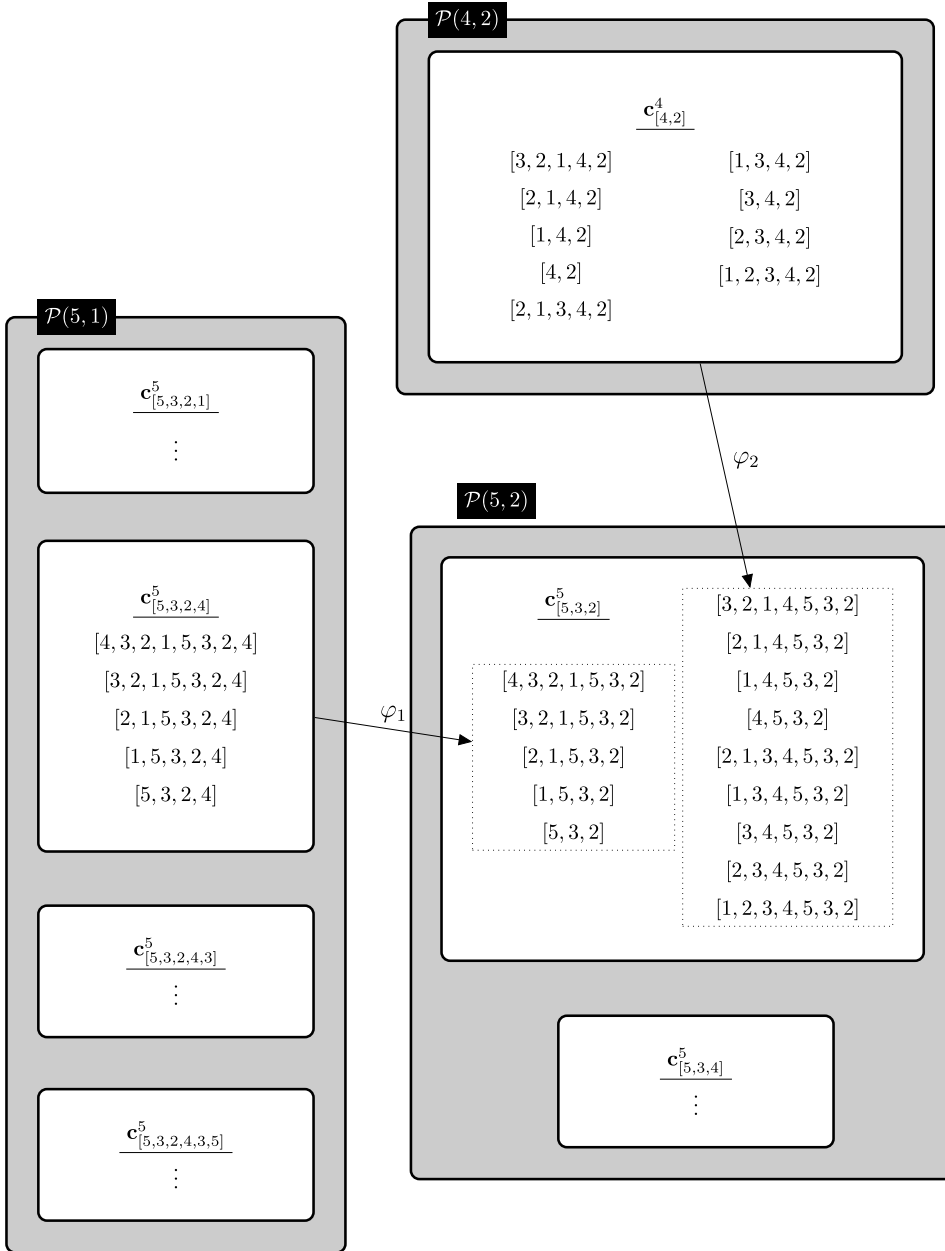 𝒫(4, 2)
𝐜^4_{[4,2]}
[3, 2, 1, 4, 2]
[2, 1, 4, 2]
[1, 4, 2]
[4, 2]
[2, 1, 3, 4, 2]
[1, 3, 4, 2]
[3, 4, 2]
[2, 3, 4, 2]
[1, 2, 3, 4, 2]
𝒫(5, 1)
𝐜^5_{[5,3,2,1]}
⋮
𝐜^5_{[5,3,2,4]}
[4, 3, 2, 1, 5, 3, 2, 4]
[3, 2, 1, 5, 3, 2, 4]
[2, 1, 5, 3, 2, 4]
[1, 5, 3, 2, 4]
[5, 3, 2, 4]
𝐜^5_{[5,3,2,4,3]}
⋮
𝐜^5_{[5,3,2,4,3,5]}
⋮
φ₁
φ₂
𝒫(5, 2)
𝐜^5_{[5,3,2]}
[4, 3, 2, 1, 5, 3, 2]
[3, 2, 1, 5, 3, 2]
[2, 1, 5, 3, 2]
[1, 5, 3, 2]
[5, 3, 2]
[3, 2, 1, 4, 5, 3, 2]
[2, 1, 4, 5, 3, 2]
[1, 4, 5, 3, 2]
[4, 5, 3, 2]
[2, 1, 3, 4, 5, 3, 2]
[1, 3, 4, 5, 3, 2]
[3, 4, 5, 3, 2]
[2, 3, 4, 5, 3, 2]
[1, 2, 3, 4, 5, 3, 2]
𝐜^5_{[5,3,4]}
⋮